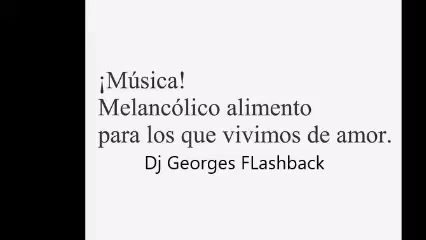 ¡Música!
Melancólico alimento
para los que vivimos de amor.
Dj Georges FLashback